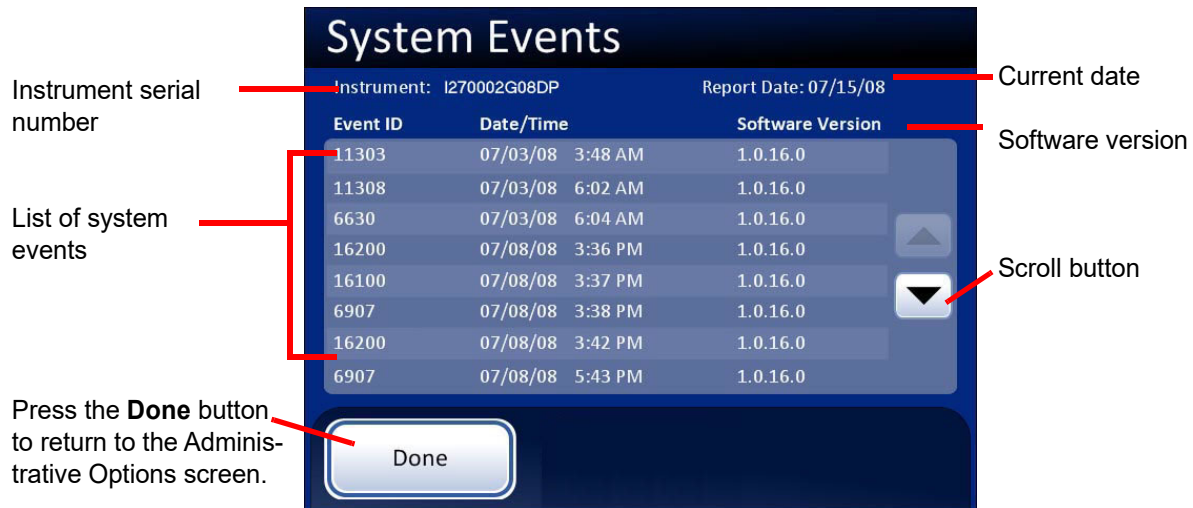 System Events
Instrument: I270002G08DP Report Date: 07/15/08
Event ID Date/Time Software Version
11303 07/03/08 3:48 AM 1.0.16.0
11308 07/03/08 6:02 AM 1.0.16.0
6630 07/03/08 6:04 AM 1.0.16.0
16200 07/08/08 3:36 PM 1.0.16.0
16100 07/08/08 3:37 PM 1.0.16.0
6907 07/08/08 3:38 PM 1.0.16.0
16200 07/08/08 3:42 PM 1.0.16.0
6907 07/08/08 5:43 PM 1.0.16.0
Done
Instrument serial
number
List of system
events
Press the Done button
to return to the Adminis-
trative Options screen.
Current date
Software version
Scroll button